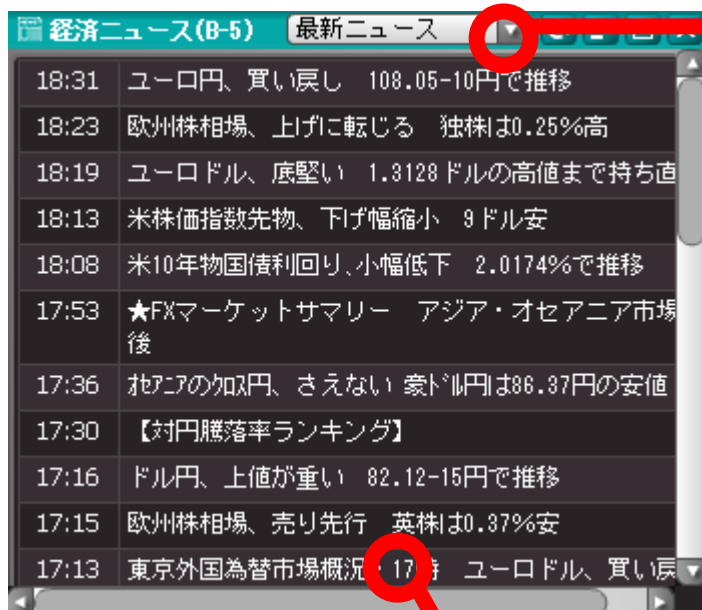 経済ニュース(B-5) 最新ニュース
18:31 ユーロ円、買い戻し 108.05-10円で推移
18:23 欧州株相場、上げに転じる 独株は0.25%高
18:19 ユーロドル、底堅い 1.3128ドルの高値まで持ち直
18:13 米株価指数先物、下げ幅縮小 9ドル安
18:08 米10年物国債利回り、小幅低下 2.0174%で推移
17:53 ★FXマーケットサマリー アジア・オセアニア市場
後
17:36 ｵｾｱﾆｱのｸﾛｽ円、さえない 豪ﾄﾞﾙ円は86.37円の安値
17:30 【対円騰落率ランキング】
17:16 ドル円、上値が重い 82.12-15円で推移
17:15 欧州株相場、売り先行 英株は0.37%安
17:13 東京外国為替市場概況・17時 ユーロドル、買い戻